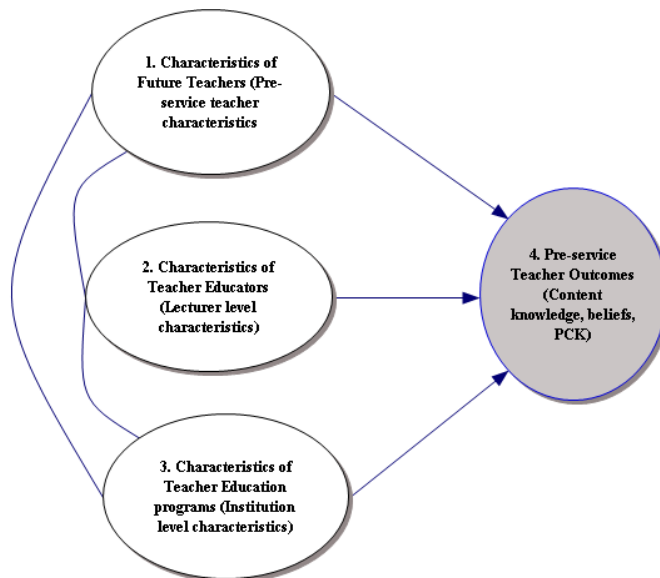 1. Characteristics of
Future Teachers (Pre-
service teacher
characteristics
2. Characteristics of
Teacher Educators
(Lecturer level
characteristics)
3. Characteristics of
Teacher Education
programs (Institution
level characteristics)
4. Pre-service
Teacher Outcomes
(Content
knowledge, beliefs,
PCK)